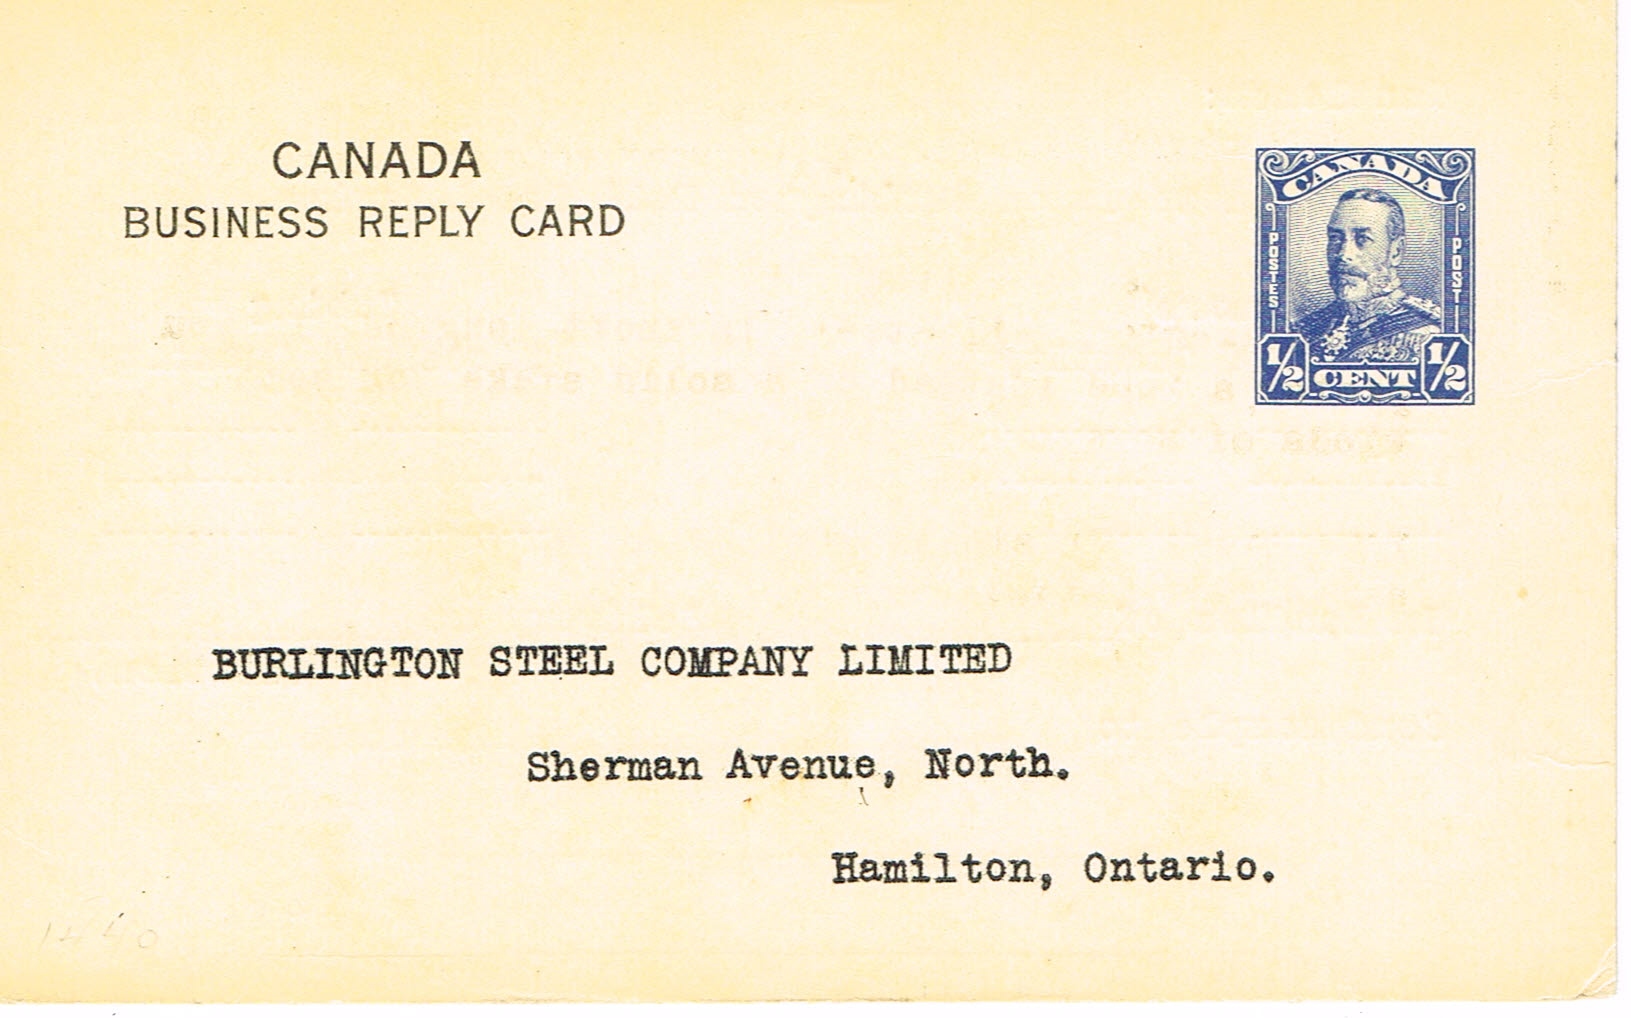 CANADA
BUSINESS REPLY CARD
CANADA
POSTES
POST
1/2 CENT 1/2
BURLINGTON STEEL COMPANY LIMITED
Sherman Avenue, North.
Hamilton, Ontario.